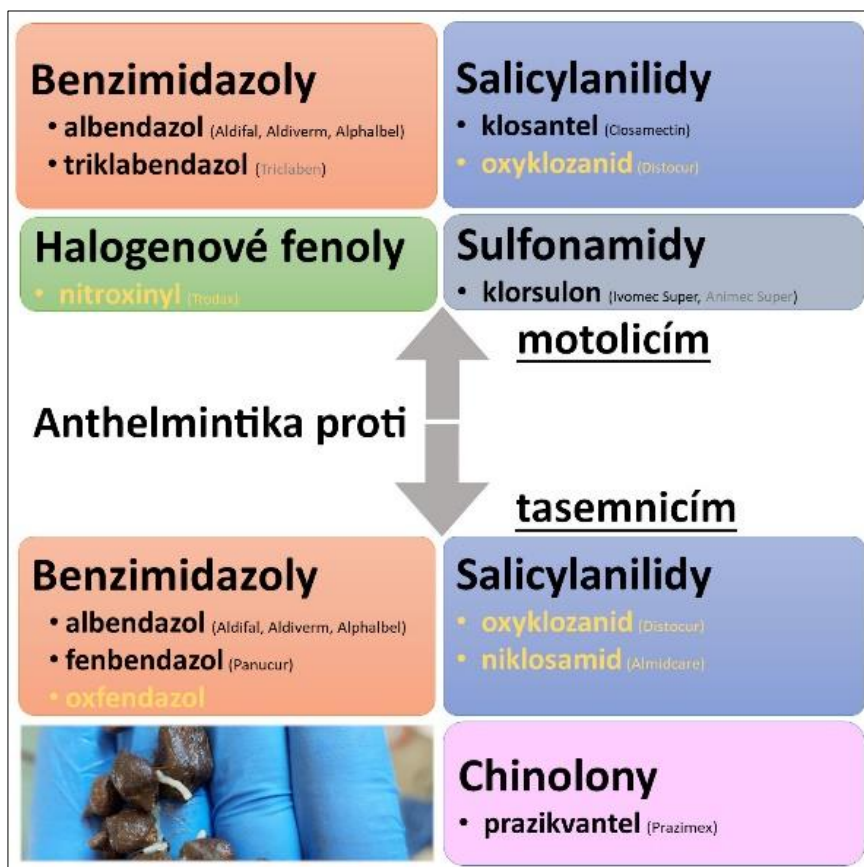 Benzimidazoly
• albendazol (Aldifal, Aldiverm, Alphalbel)
• triklabendazol (Triclaben)
Salicylanilidy
• klosantel (Closamectin)
• oxyklozanid (Distocur)
Halogenové fenoly
• nitroxinyl (Trodax)
Sulfonamidy
• klorsulon (Ivomec Super, Animec Super)
motolicím
Anthelmintika proti
tasemnicím
Benzimidazoly
• albendazol (Aldifal, Aldiverm, Alphalbel)
• fenbendazol (Panucur)
• oxfendazol
Salicylanilidy
• oxyklozanid (Distocur)
• niklosamid (Almidcare)
Chinolony
• prazikvantel (Prazimex)